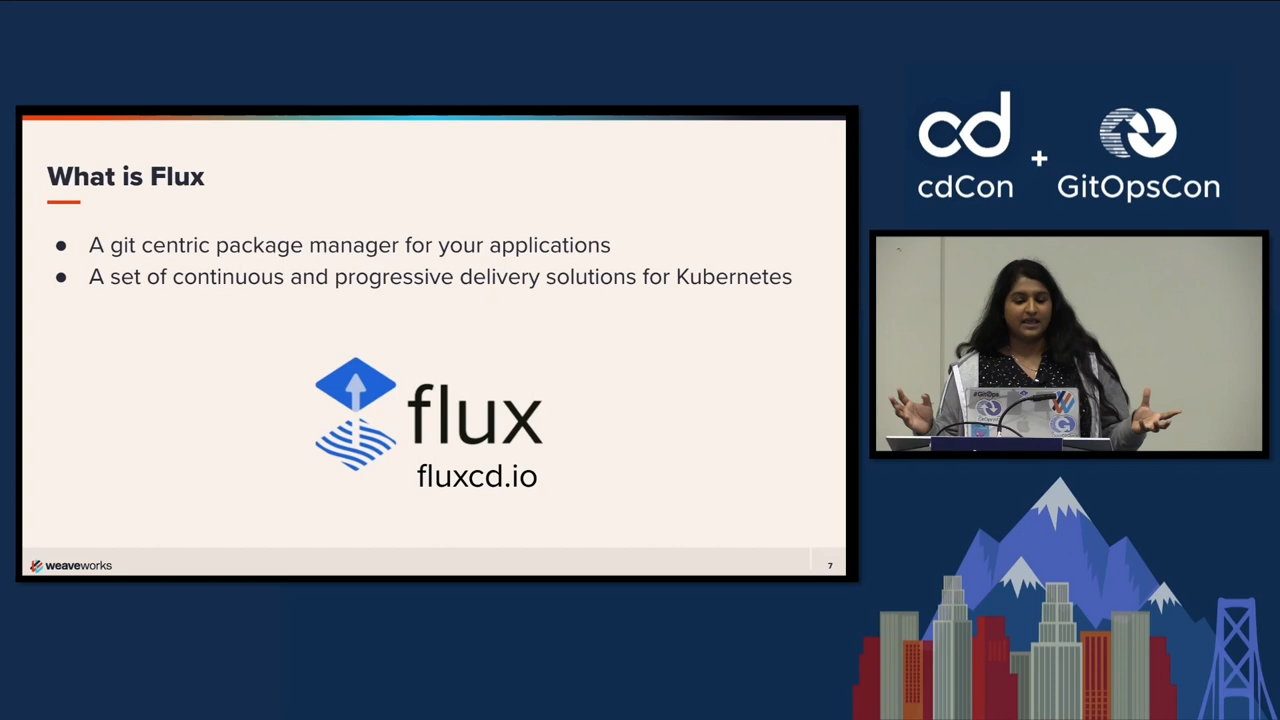 What is Flux
● A git centric package manager for your applications
● A set of continuous and progressive delivery solutions for Kubernetes
flux
fluxcd.io
weaveworks
7
cd
cdCon
+
GitOpsCon
#GitOps